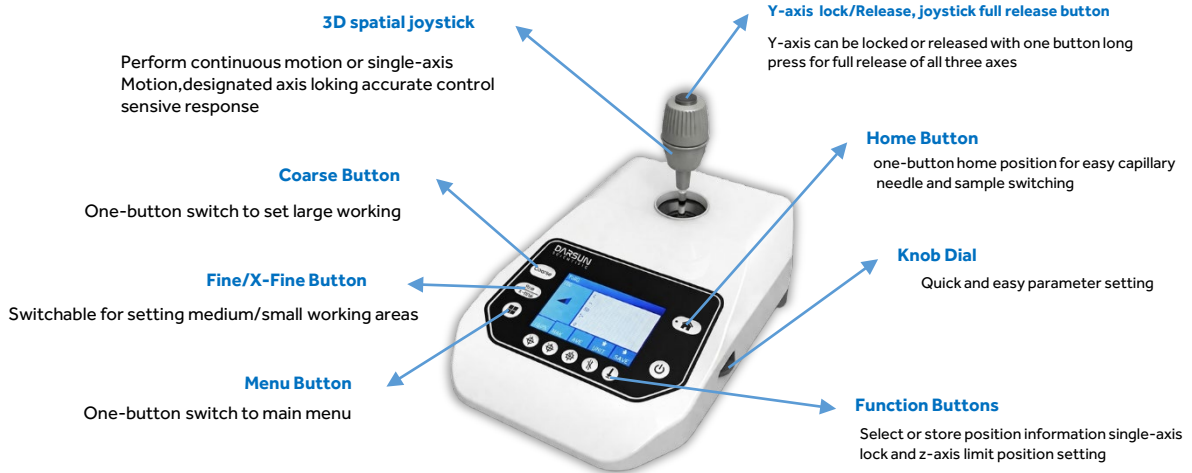 3D spatial joystick
Perform continuous motion or single-axis
Motion,designated axis loking accurate control
sensive response
Coarse Button
One-button switch to set large working
Fine/X-Fine Button
Switchable for setting medium/small working areas
Menu Button
One-button switch to main menu
Y-axis lock/Release, joystick full release button
Y-axis can be locked or released with one button long
press for full release of all three axes
Home Button
one-button home position for easy capillary
needle and sample switching
Knob Dial
Quick and easy parameter setting
Function Buttons
Select or store position information single-axis
lock and z-axis limit position setting
DARSUN
SCIENTIFIC
Coarse
UNIT
SAVE